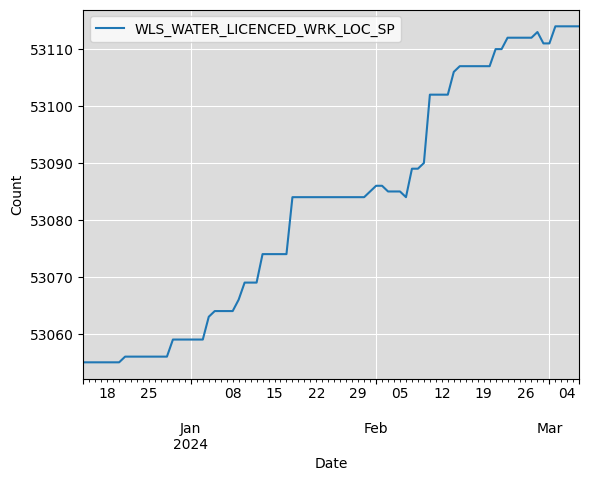 WLS_WATER_LICENCED_WRK_LOC_SP
53110
53100
53090
53080
53070
53060
Count
18 25 08 15 22 29 05 12 19 26 04
Jan Feb Mar
2024
Date